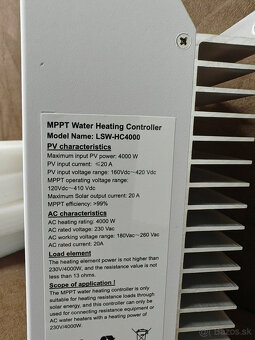 MPPT Water Heating Controller
Model Name: LSW-HC4000
PV characteristics
Maximum input PV power: 4000 W
PV input current: ≤20 A
PV input voltage range: 160Vdc~420 Vdc
MPPT operating voltage range:
120Vdc~410 Vdc
Maximum Solar output current: 20 A
MPPT efficiency: >99%
AC characteristics
AC heating rating: 4000 W
AC rated voltage: 230 Vac
AC working voltage range: 180Vac~260 Vac
AC rated current: 20A
Load element
The heating element power is not higher than
230V/4000W, and the resistance value is not
less than 13 ohms.
Scope of application !
The MPPT water heating controller is only
suitable for heating resistance loads through
solar energy, and this controller can only be
used for connecting resistance equipment of
AC water heaters with a heating power of
230V/4000W.
bazos.sk